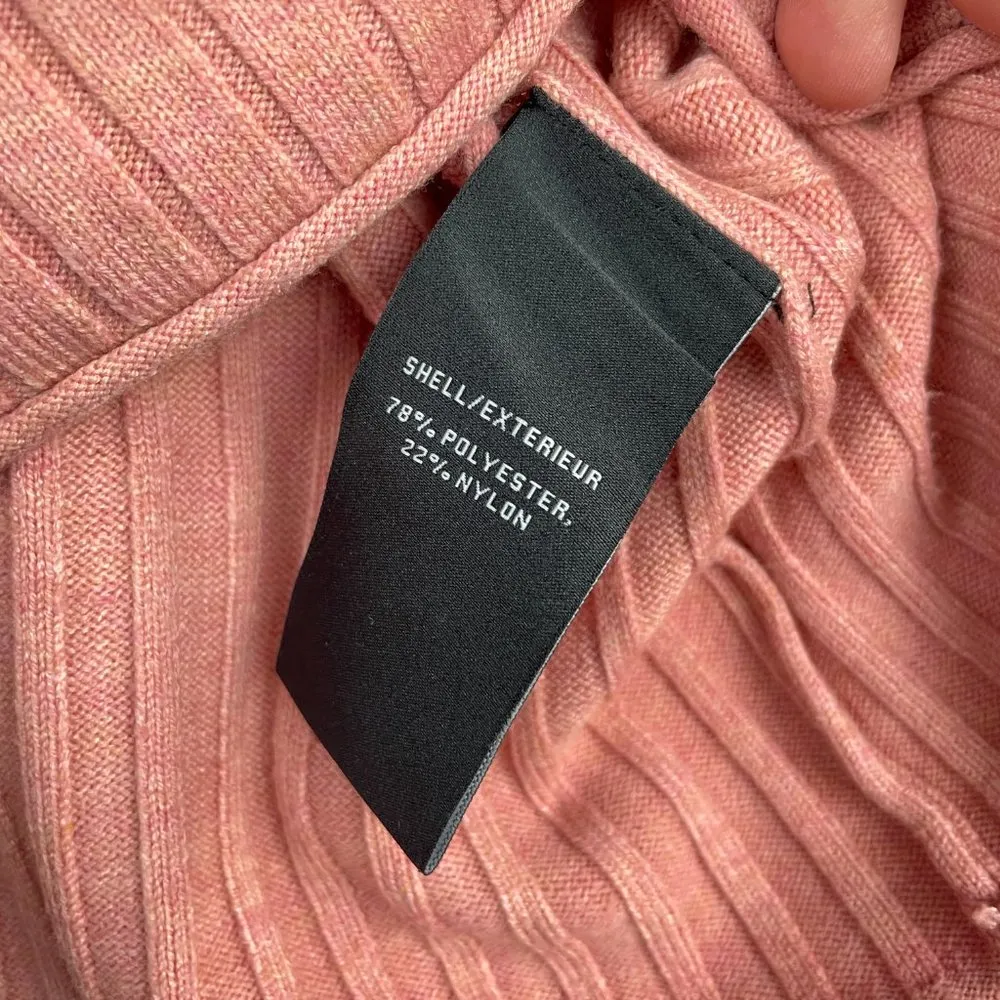 SHELL/EXTERIEUR
78% POLYESTER,
22% NYLON